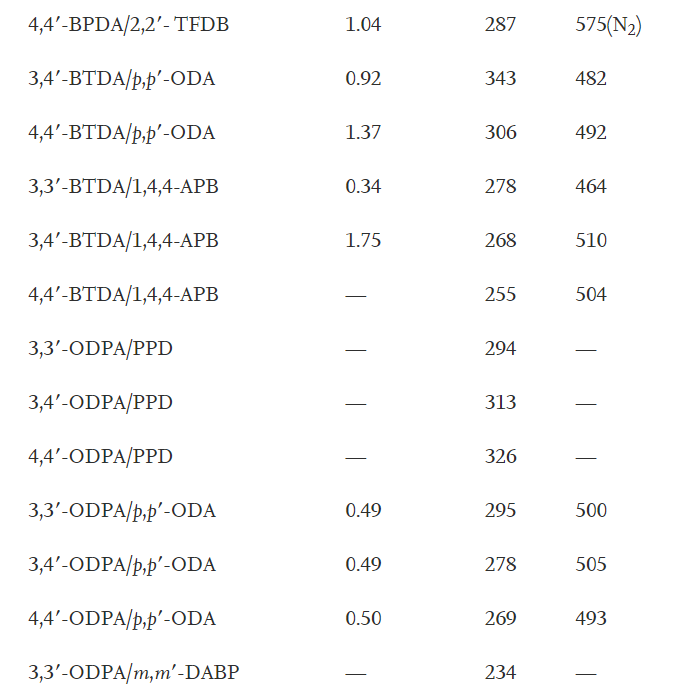 4,4′-BPDA/2,2′- TFDB 1.04 287 575(N₂)
3,4′-BTDA/p,p′-ODA 0.92 343 482
4,4′-BTDA/p,p′-ODA 1.37 306 492
3,3′-BTDA/1,4,4-APB 0.34 278 464
3,4′-BTDA/1,4,4-APB 1.75 268 510
4,4′-BTDA/1,4,4-APB — 255 504
3,3′-ODPA/PPD — 294 —
3,4′-ODPA/PPD — 313 —
4,4′-ODPA/PPD — 326 —
3,3′-ODPA/p,p′-ODA 0.49 295 500
3,4′-ODPA/p,p′-ODA 0.49 278 505
4,4′-ODPA/p,p′-ODA 0.50 269 493
3,3′-ODPA/m,m′-DABP — 234 —